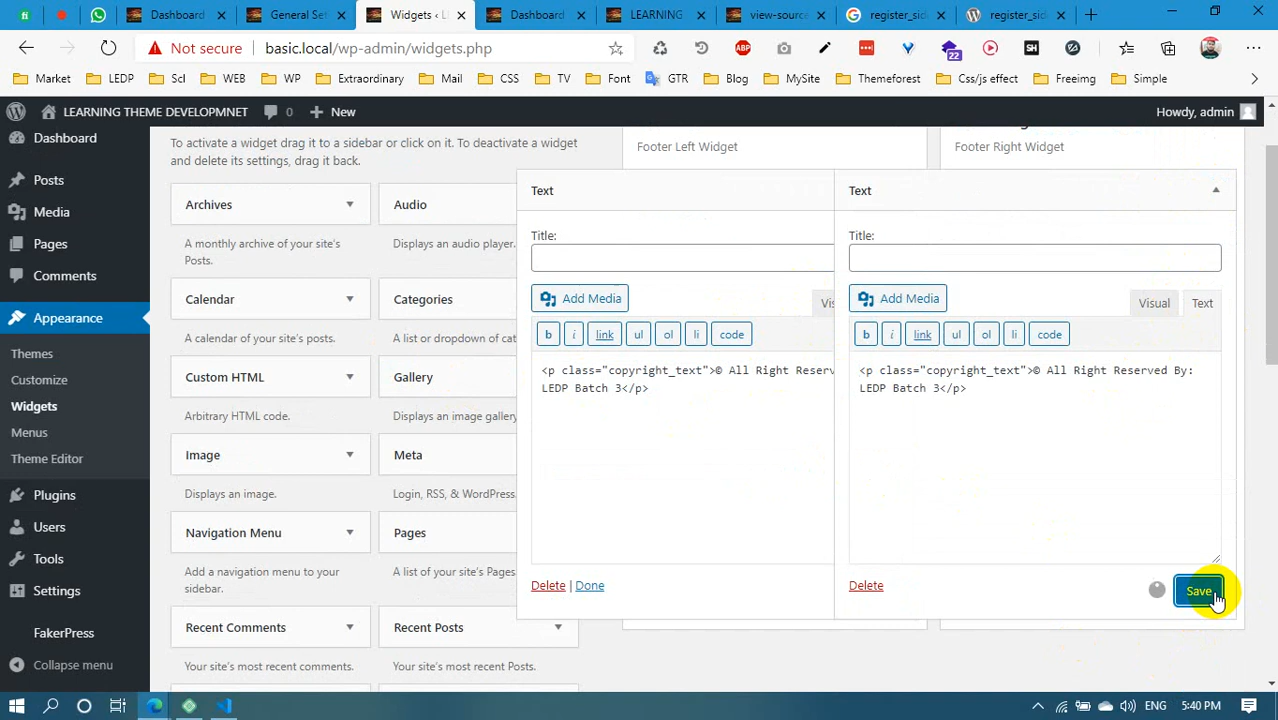 Dashboard
General Set
Widgets ‹ L
Dashboard
LEARNING
view-source
register_sid
register_sid
Not secure
basic.local/wp-admin/widgets.php
ABP
22
SH
Market
LEDP
Scl
WEB
WP
Extraordinary
Mail
CSS
TV
Font
GTR
Blog
MySite
Themeforest
Css/js effect
Freeimg
Simple
LEARNING THEME DEVELOPMNET
0
New
Howdy, admin
Dashboard
Posts
Media
Pages
Comments
Appearance
Themes
Customize
Widgets
Menus
Theme Editor
Plugins
Users
Tools
Settings
FakerPress
Collapse menu
To activate a widget drag it to a sidebar or click on it. To deactivate a widget
and delete its settings, drag it back.
Archives
A monthly archive of your site's
Posts.
Audio
Displays an audio player.
Calendar
A calendar of your site's posts.
Categories
A list or dropdown of cat
Custom HTML
Arbitrary HTML code.
Gallery
Displays an image gallery
Image
Displays an image.
Meta
Login, RSS, & WordPress
Navigation Menu
Add a navigation menu to your
sidebar.
Pages
A list of your site's Pages
Recent Comments
Your site's most recent comments.
Recent Posts
Your site's most recent Posts.
Footer Left Widget
Text
Title:
Add Media
Vis
b
i
link
ul
ol
li
code
<p class="copyright_text">© All Right Reserv
LEDP Batch 3</p>
Delete | Done
Footer Right Widget
Text
Title:
Add Media
Visual
Text
b
i
link
ul
ol
li
code
<p class="copyright_text">© All Right Reserved By:
LEDP Batch 3</p>
Delete
Save
ENG
5:40 PM